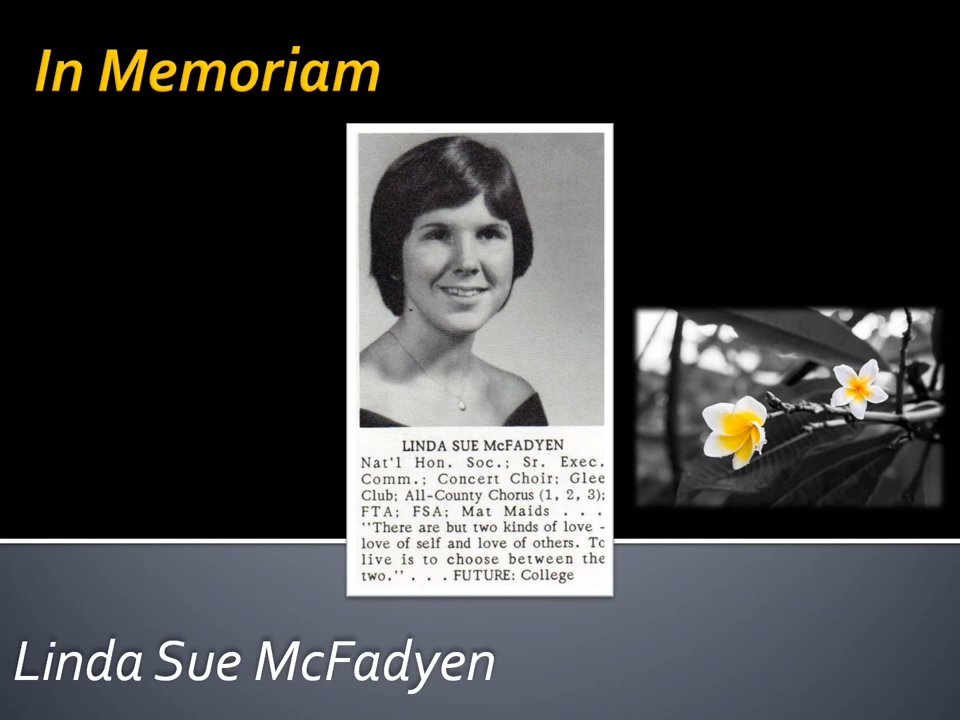 In Memoriam
LINDA SUE McFADYEN
Nat'l Hon. Soc.; Sr. Exec.
Comm.; Concert Choir; Glee
Club; All-County Chorus (1, 2, 3);
FTA; FSA; Mat Maids . . .
"There are but two kinds of love -
love of self and love of others. To
live is to choose between the
two." . . . FUTURE: College
Linda Sue McFadyen